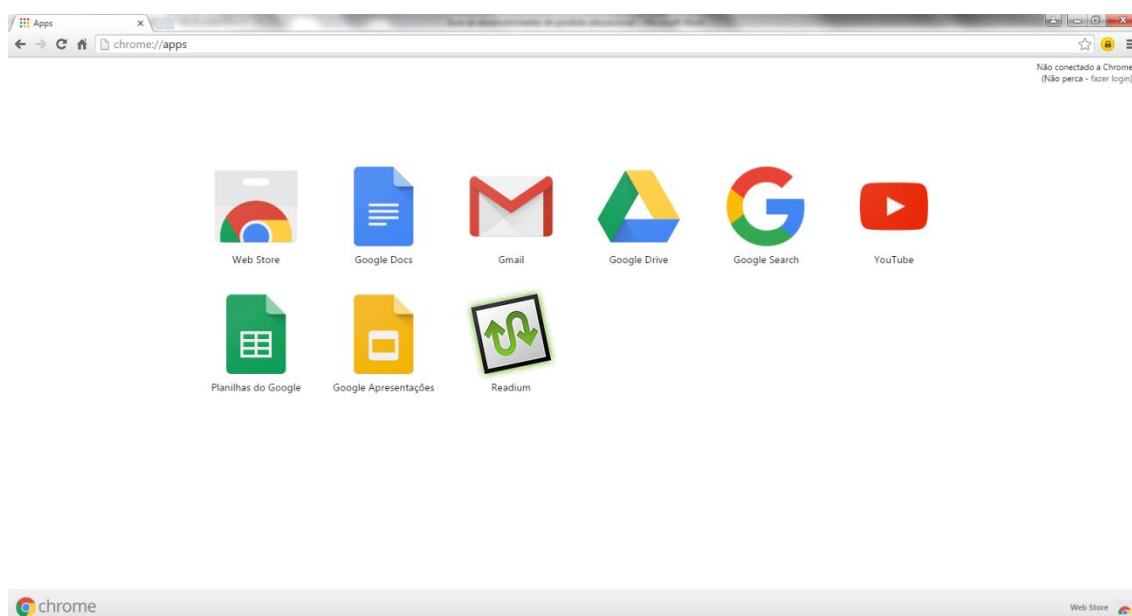 Apps
chrome://apps
Não conectado a Chrome
(Não perca - fazer login)
Web Store
Google Docs
Gmail
Google Drive
Google Search
YouTube
Planilhas do Google
Google Apresentações
Readium
chrome
Web Store